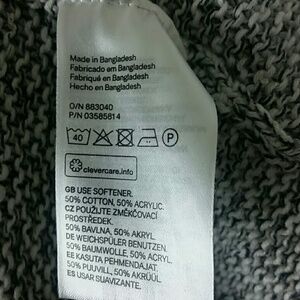 Made in Bangladesh
Fabricado em Bangladesh
Fabriqué en Bangladesh
Hecho en Bangladesh
O/N 883040
P/N 03585814
40 P
clevercare.info
GB USE SOFTENER.
50% COTTON, 50% ACRYLIC.
CZ POUŽIJTE ZMĚKČOVACÍ
PROSTŘEDEK.
50% BAVLNA, 50% AKRYL.
DE WEICHSPÜLER BENUTZEN.
50% BAUMWOLLE, 50% ACRYL.
EE KASUTA PEHMENDAJAT.
50% PUUVILL, 50% AKRÜÜL.
ES USAR SUAVIZANTE.